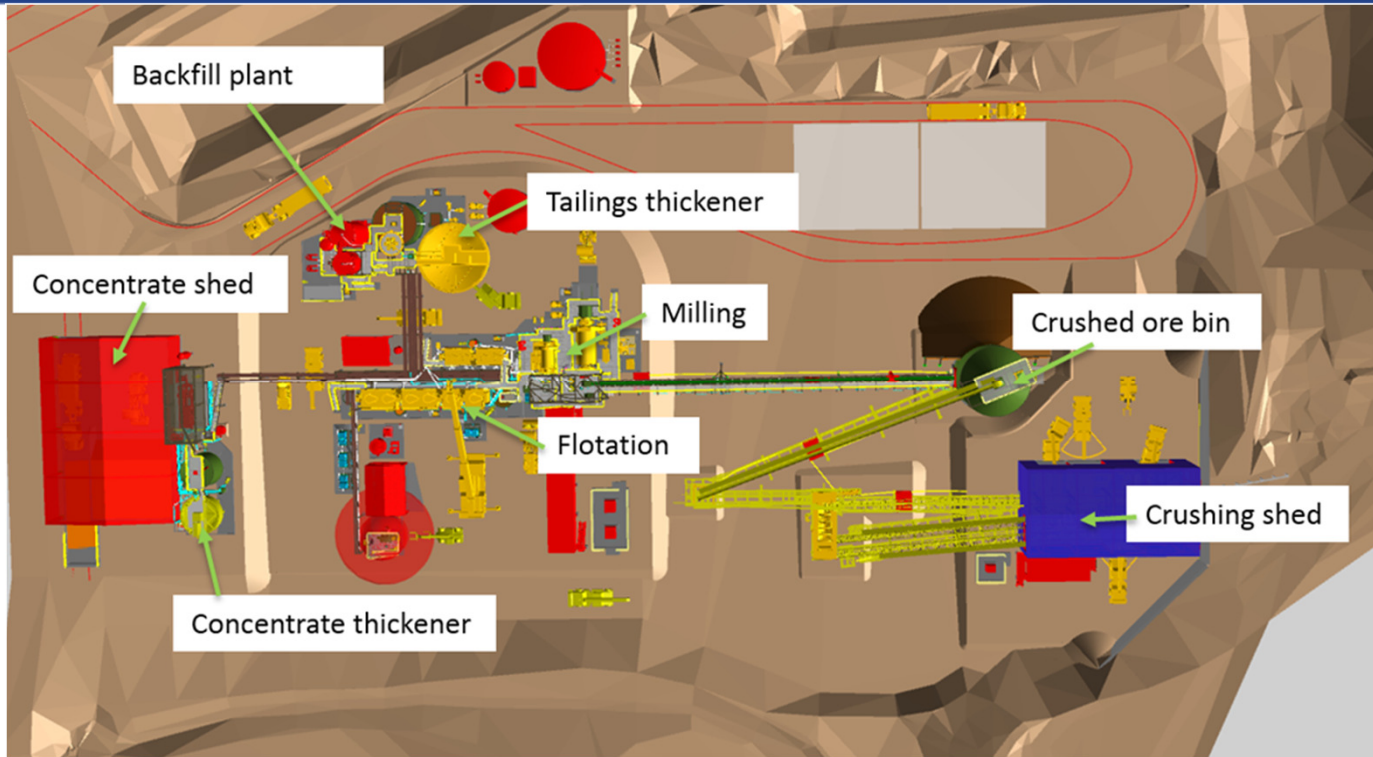 Backfill plant
Tailings thickener
Concentrate shed
Milling
Crushed ore bin
Flotation
Crushing shed
Concentrate thickener